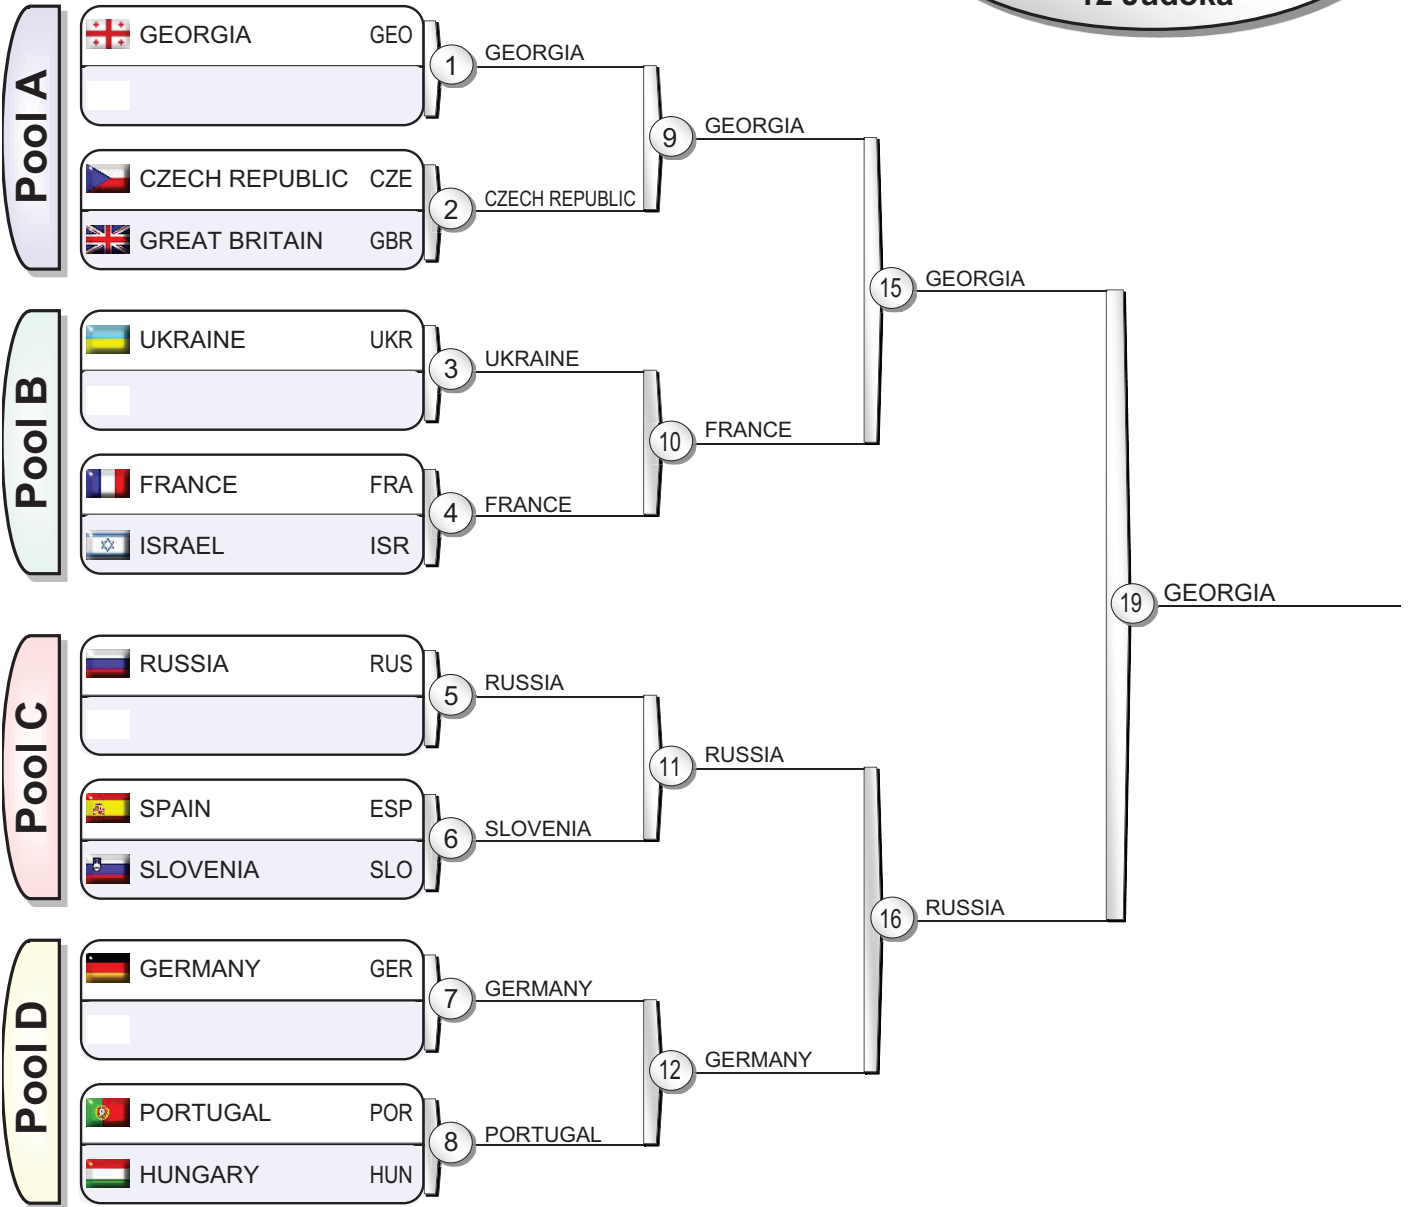 12 Judoka
Pool A
GEORGIA GEO
CZECH REPUBLIC CZE
GREAT BRITAIN GBR
1
GEORGIA
2
CZECH REPUBLIC
9
GEORGIA
Pool B
UKRAINE UKR
FRANCE FRA
ISRAEL ISR
3
UKRAINE
4
FRANCE
10
FRANCE
15
GEORGIA
Pool C
RUSSIA RUS
SPAIN ESP
SLOVENIA SLO
5
RUSSIA
6
SLOVENIA
11
RUSSIA
Pool D
GERMANY GER
PORTUGAL POR
HUNGARY HUN
7
GERMANY
8
PORTUGAL
12
GERMANY
16
RUSSIA
19
GEORGIA